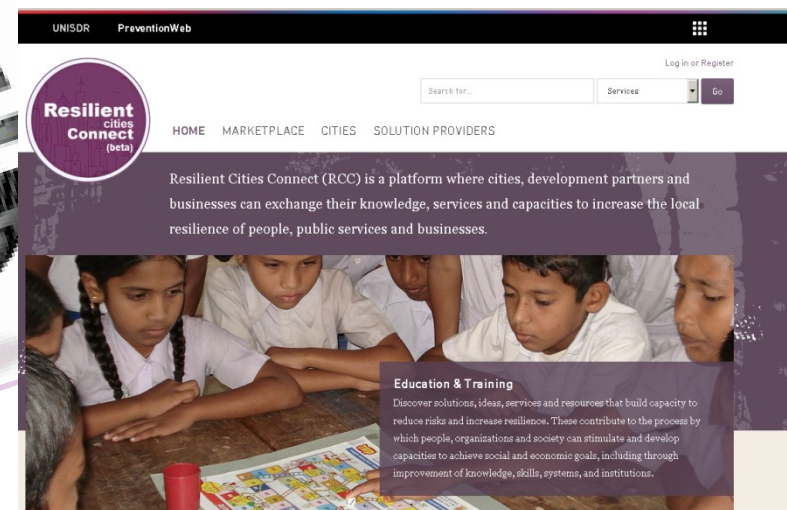 UNISDR PreventionWeb
Log in or Register
Search for... Services Go
Resilient
cities
Connect
(beta)
HOME MARKETPLACE CITIES SOLUTION PROVIDERS
Resilient Cities Connect (RCC) is a platform where cities, development partners and
businesses can exchange their knowledge, services and capacities to increase the local
resilience of people, public services and businesses.
Education & Training
Discover solutions, ideas, services and resources that build capacity to
reduce risks and increase resilience. These contribute to the process by
which people, organizations and society can stimulate and develop
capacities to achieve social and economic goals, including through
improvement of knowledge, skills, systems, and institutions.